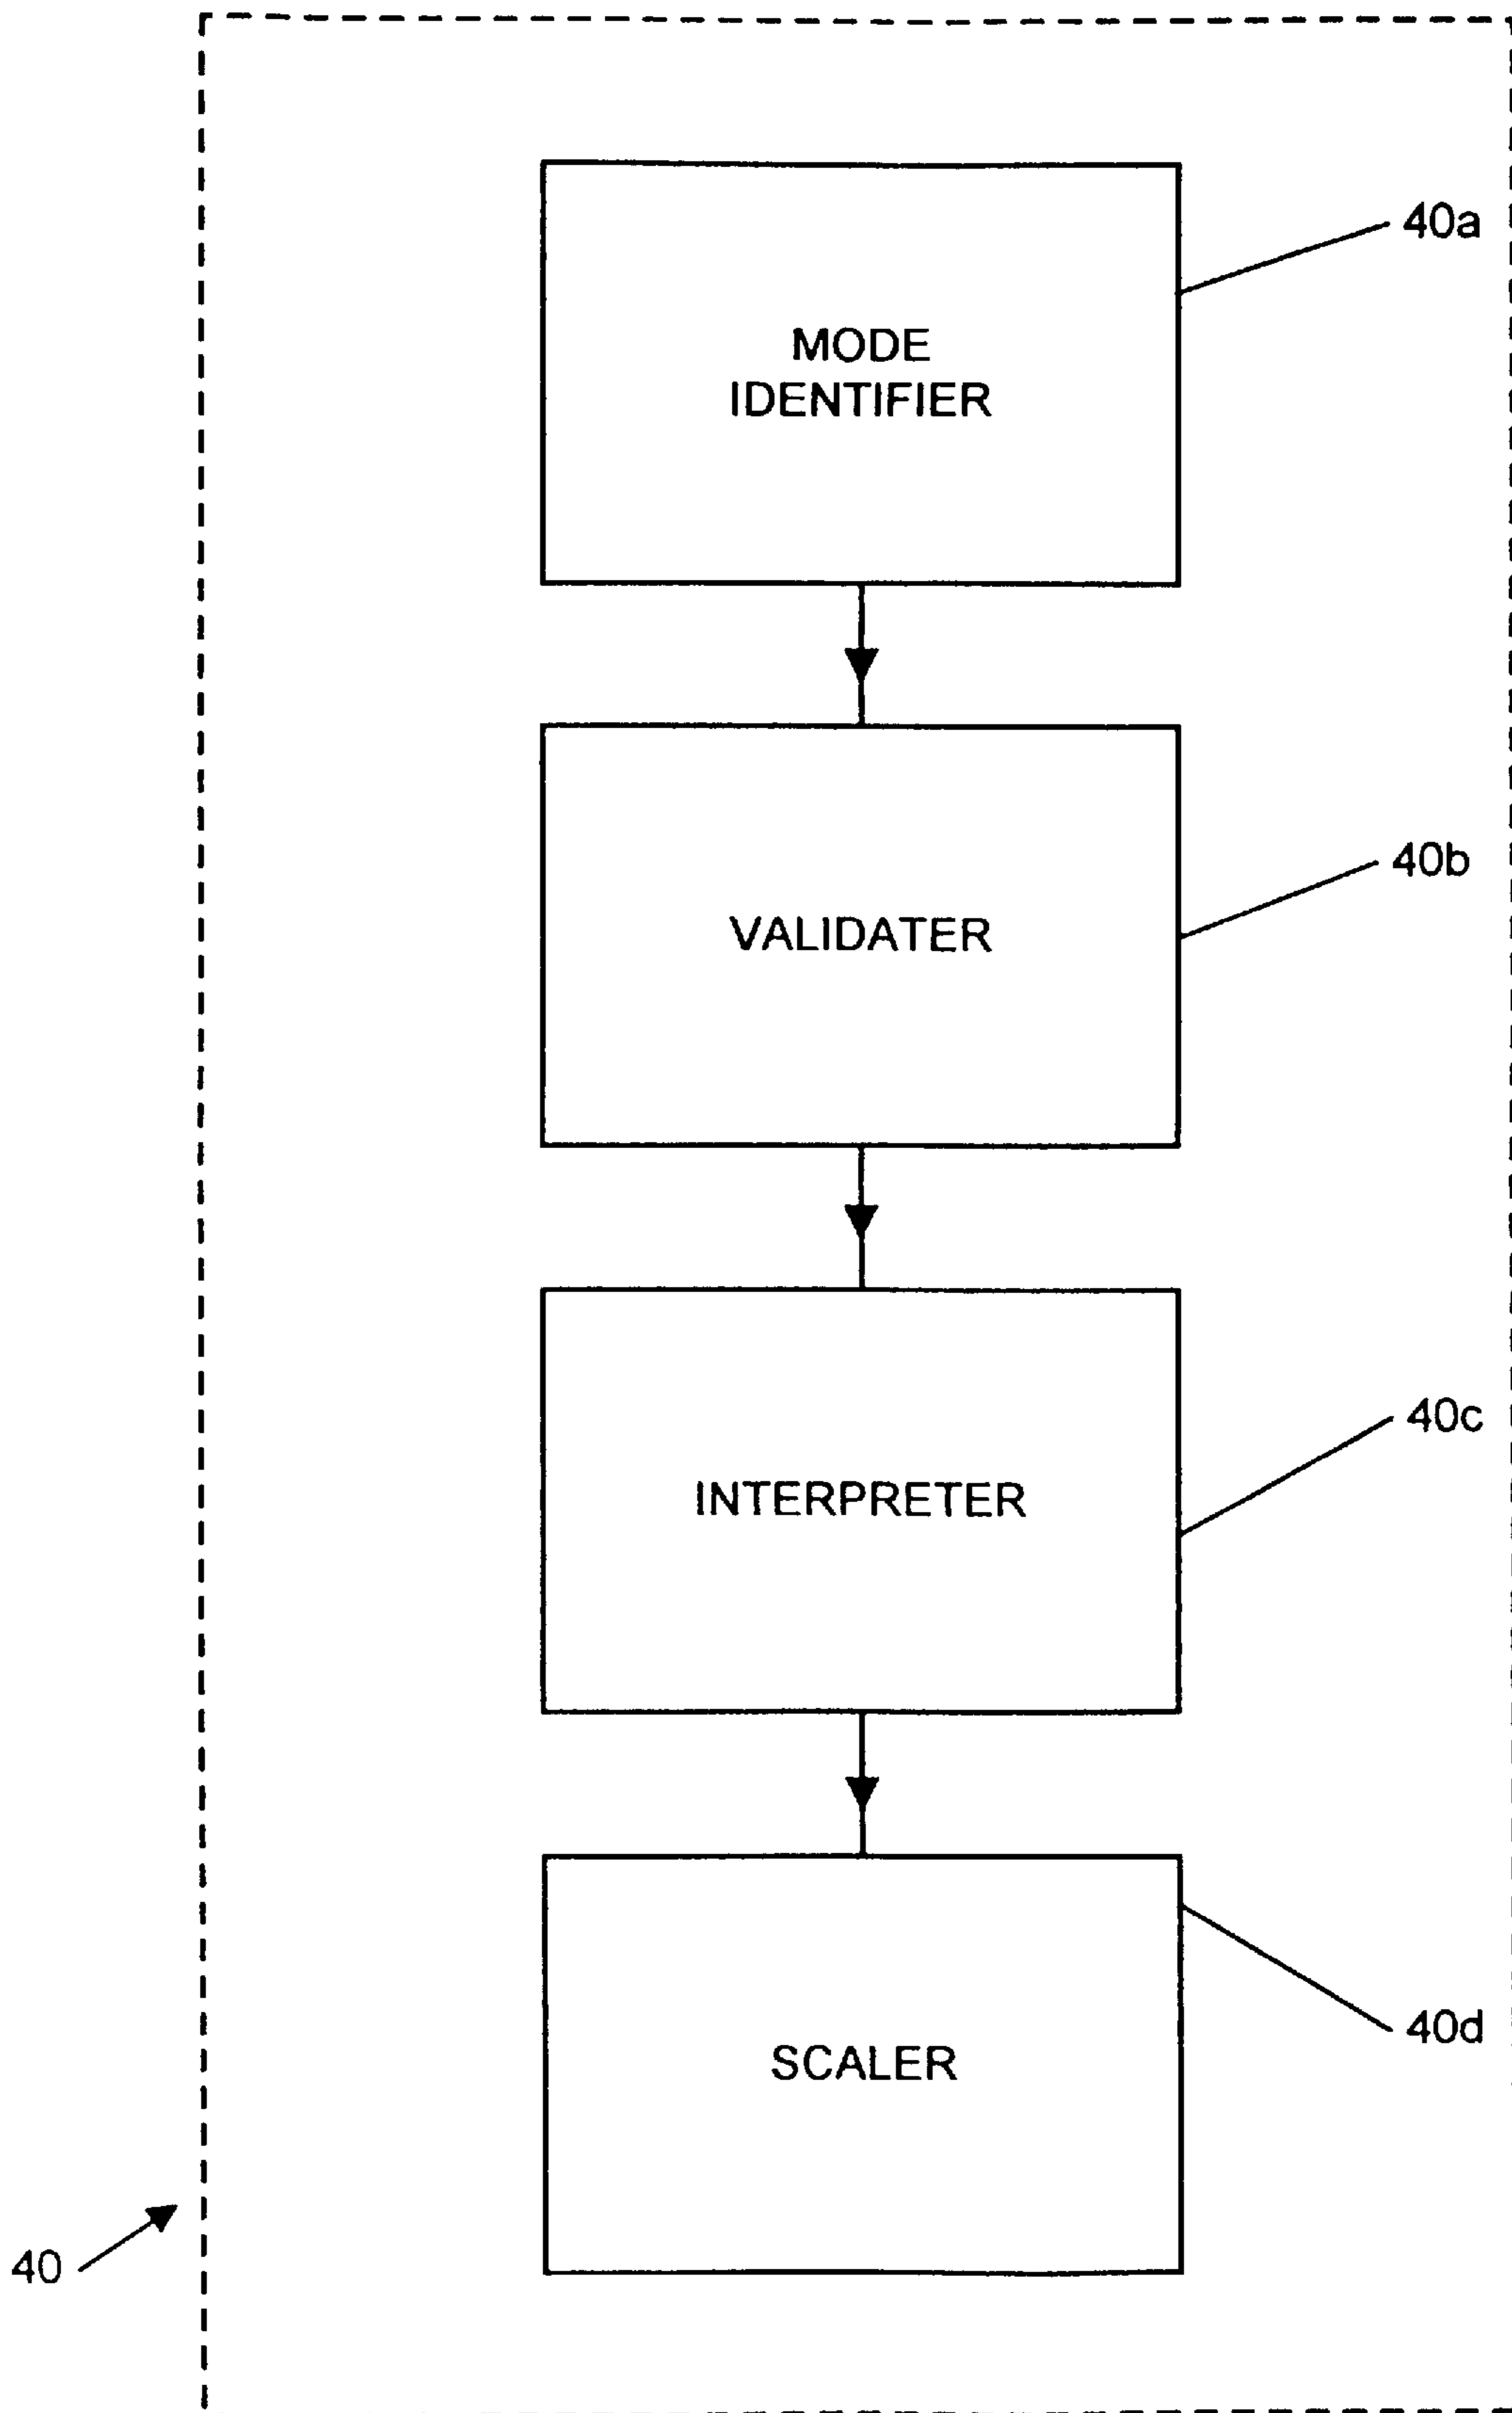 40a
MODE
IDENTIFIER
40b
VALIDATER
40c
INTERPRETER
40d
SCALER
40